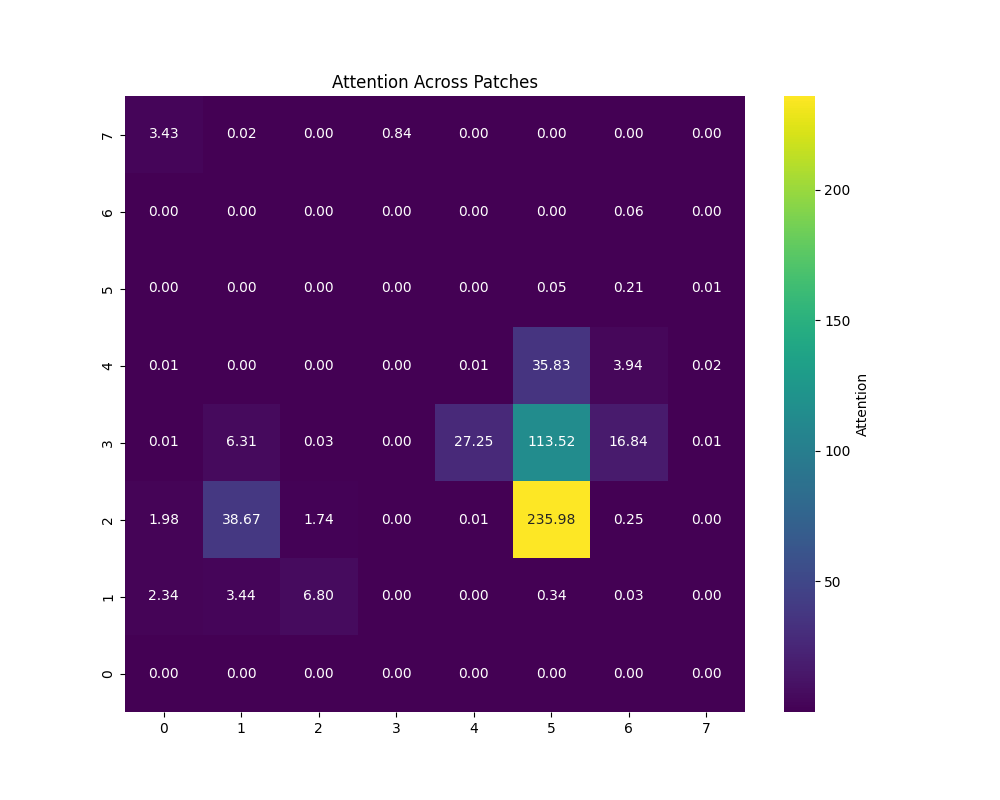 Attention Across Patches
7 3.43 0.02 0.00 0.84 0.00 0.00 0.00 0.00
6 0.00 0.00 0.00 0.00 0.00 0.00 0.06 0.00
5 0.00 0.00 0.00 0.00 0.00 0.05 0.21 0.01
4 0.01 0.00 0.00 0.00 0.01 35.83 3.94 0.02
3 0.01 6.31 0.03 0.00 27.25 113.52 16.84 0.01
2 1.98 38.67 1.74 0.00 0.01 235.98 0.25 0.00
1 2.34 3.44 6.80 0.00 0.00 0.34 0.03 0.00
0 0.00 0.00 0.00 0.00 0.00 0.00 0.00 0.00
0 1 2 3 4 5 6 7
200
150
100
50
Attention